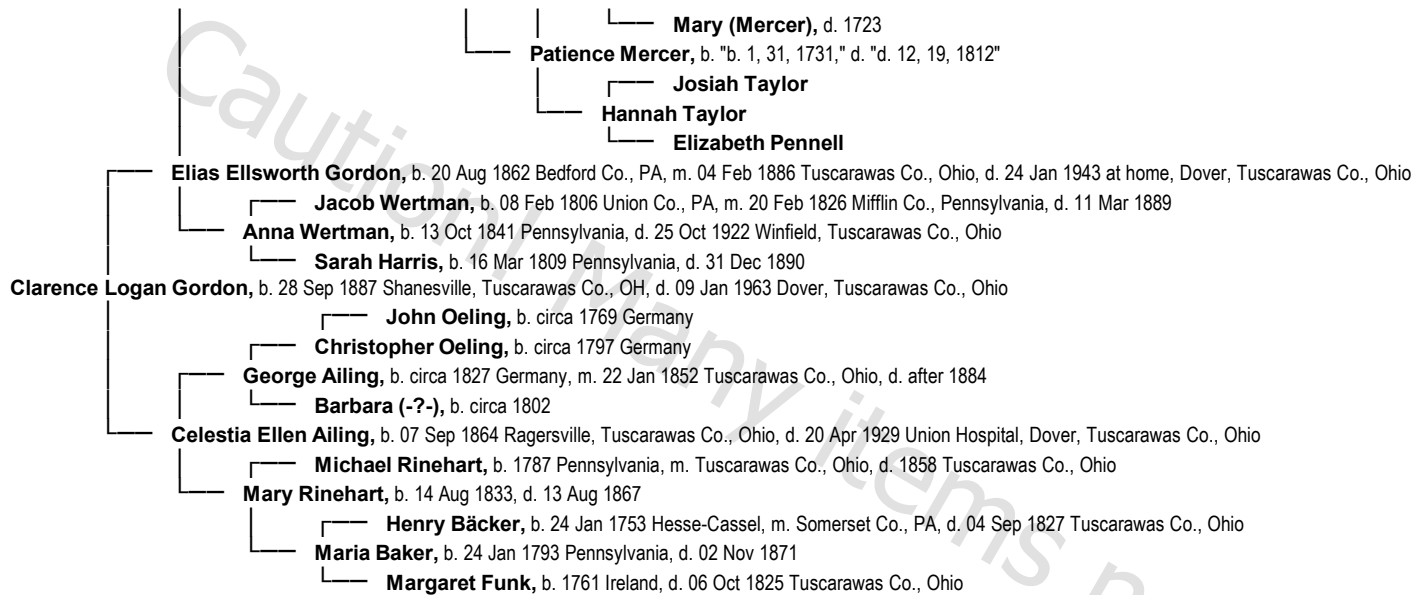 Mary (Mercer), d. 1723
Patience Mercer, b. "b. 1, 31, 1731," d. "d. 12, 19, 1812"
Josiah Taylor
Hannah Taylor
Elizabeth Pennell
Elias Ellsworth Gordon, b. 20 Aug 1862 Bedford Co., PA, m. 04 Feb 1886 Tuscarawas Co., Ohio, d. 24 Jan 1943 at home, Dover, Tuscarawas Co., Ohio
Jacob Wertman, b. 08 Feb 1806 Union Co., PA, m. 20 Feb 1826 Mifflin Co., Pennsylvania, d. 11 Mar 1889
Anna Wertman, b. 13 Oct 1841 Pennsylvania, d. 25 Oct 1922 Winfield, Tuscarawas Co., Ohio
Sarah Harris, b. 16 Mar 1809 Pennsylvania, d. 31 Dec 1890
Clarence Logan Gordon, b. 28 Sep 1887 Shanesville, Tuscarawas Co., OH, d. 09 Jan 1963 Dover, Tuscarawas Co., Ohio
John Oeling, b. circa 1769 Germany
Christopher Oeling, b. circa 1797 Germany
George Ailing, b. circa 1827 Germany, m. 22 Jan 1852 Tuscarawas Co., Ohio, d. after 1884
Barbara (-?-), b. circa 1802
Celestia Ellen Ailing, b. 07 Sep 1864 Ragersville, Tuscarawas Co., Ohio, d. 20 Apr 1929 Union Hospital, Dover, Tuscarawas Co., Ohio
Michael Rinehart, b. 1787 Pennsylvania, m. Tuscarawas Co., Ohio, d. 1858 Tuscarawas Co., Ohio
Mary Rinehart, b. 14 Aug 1833, d. 13 Aug 1867
Henry Bäcker, b. 24 Jan 1753 Hesse-Cassel, m. Somerset Co., PA, d. 04 Sep 1827 Tuscarawas Co., Ohio
Maria Baker, b. 24 Jan 1793 Pennsylvania, d. 02 Nov 1871
Margaret Funk, b. 1761 Ireland, d. 06 Oct 1825 Tuscarawas Co., Ohio
Caution! Many items